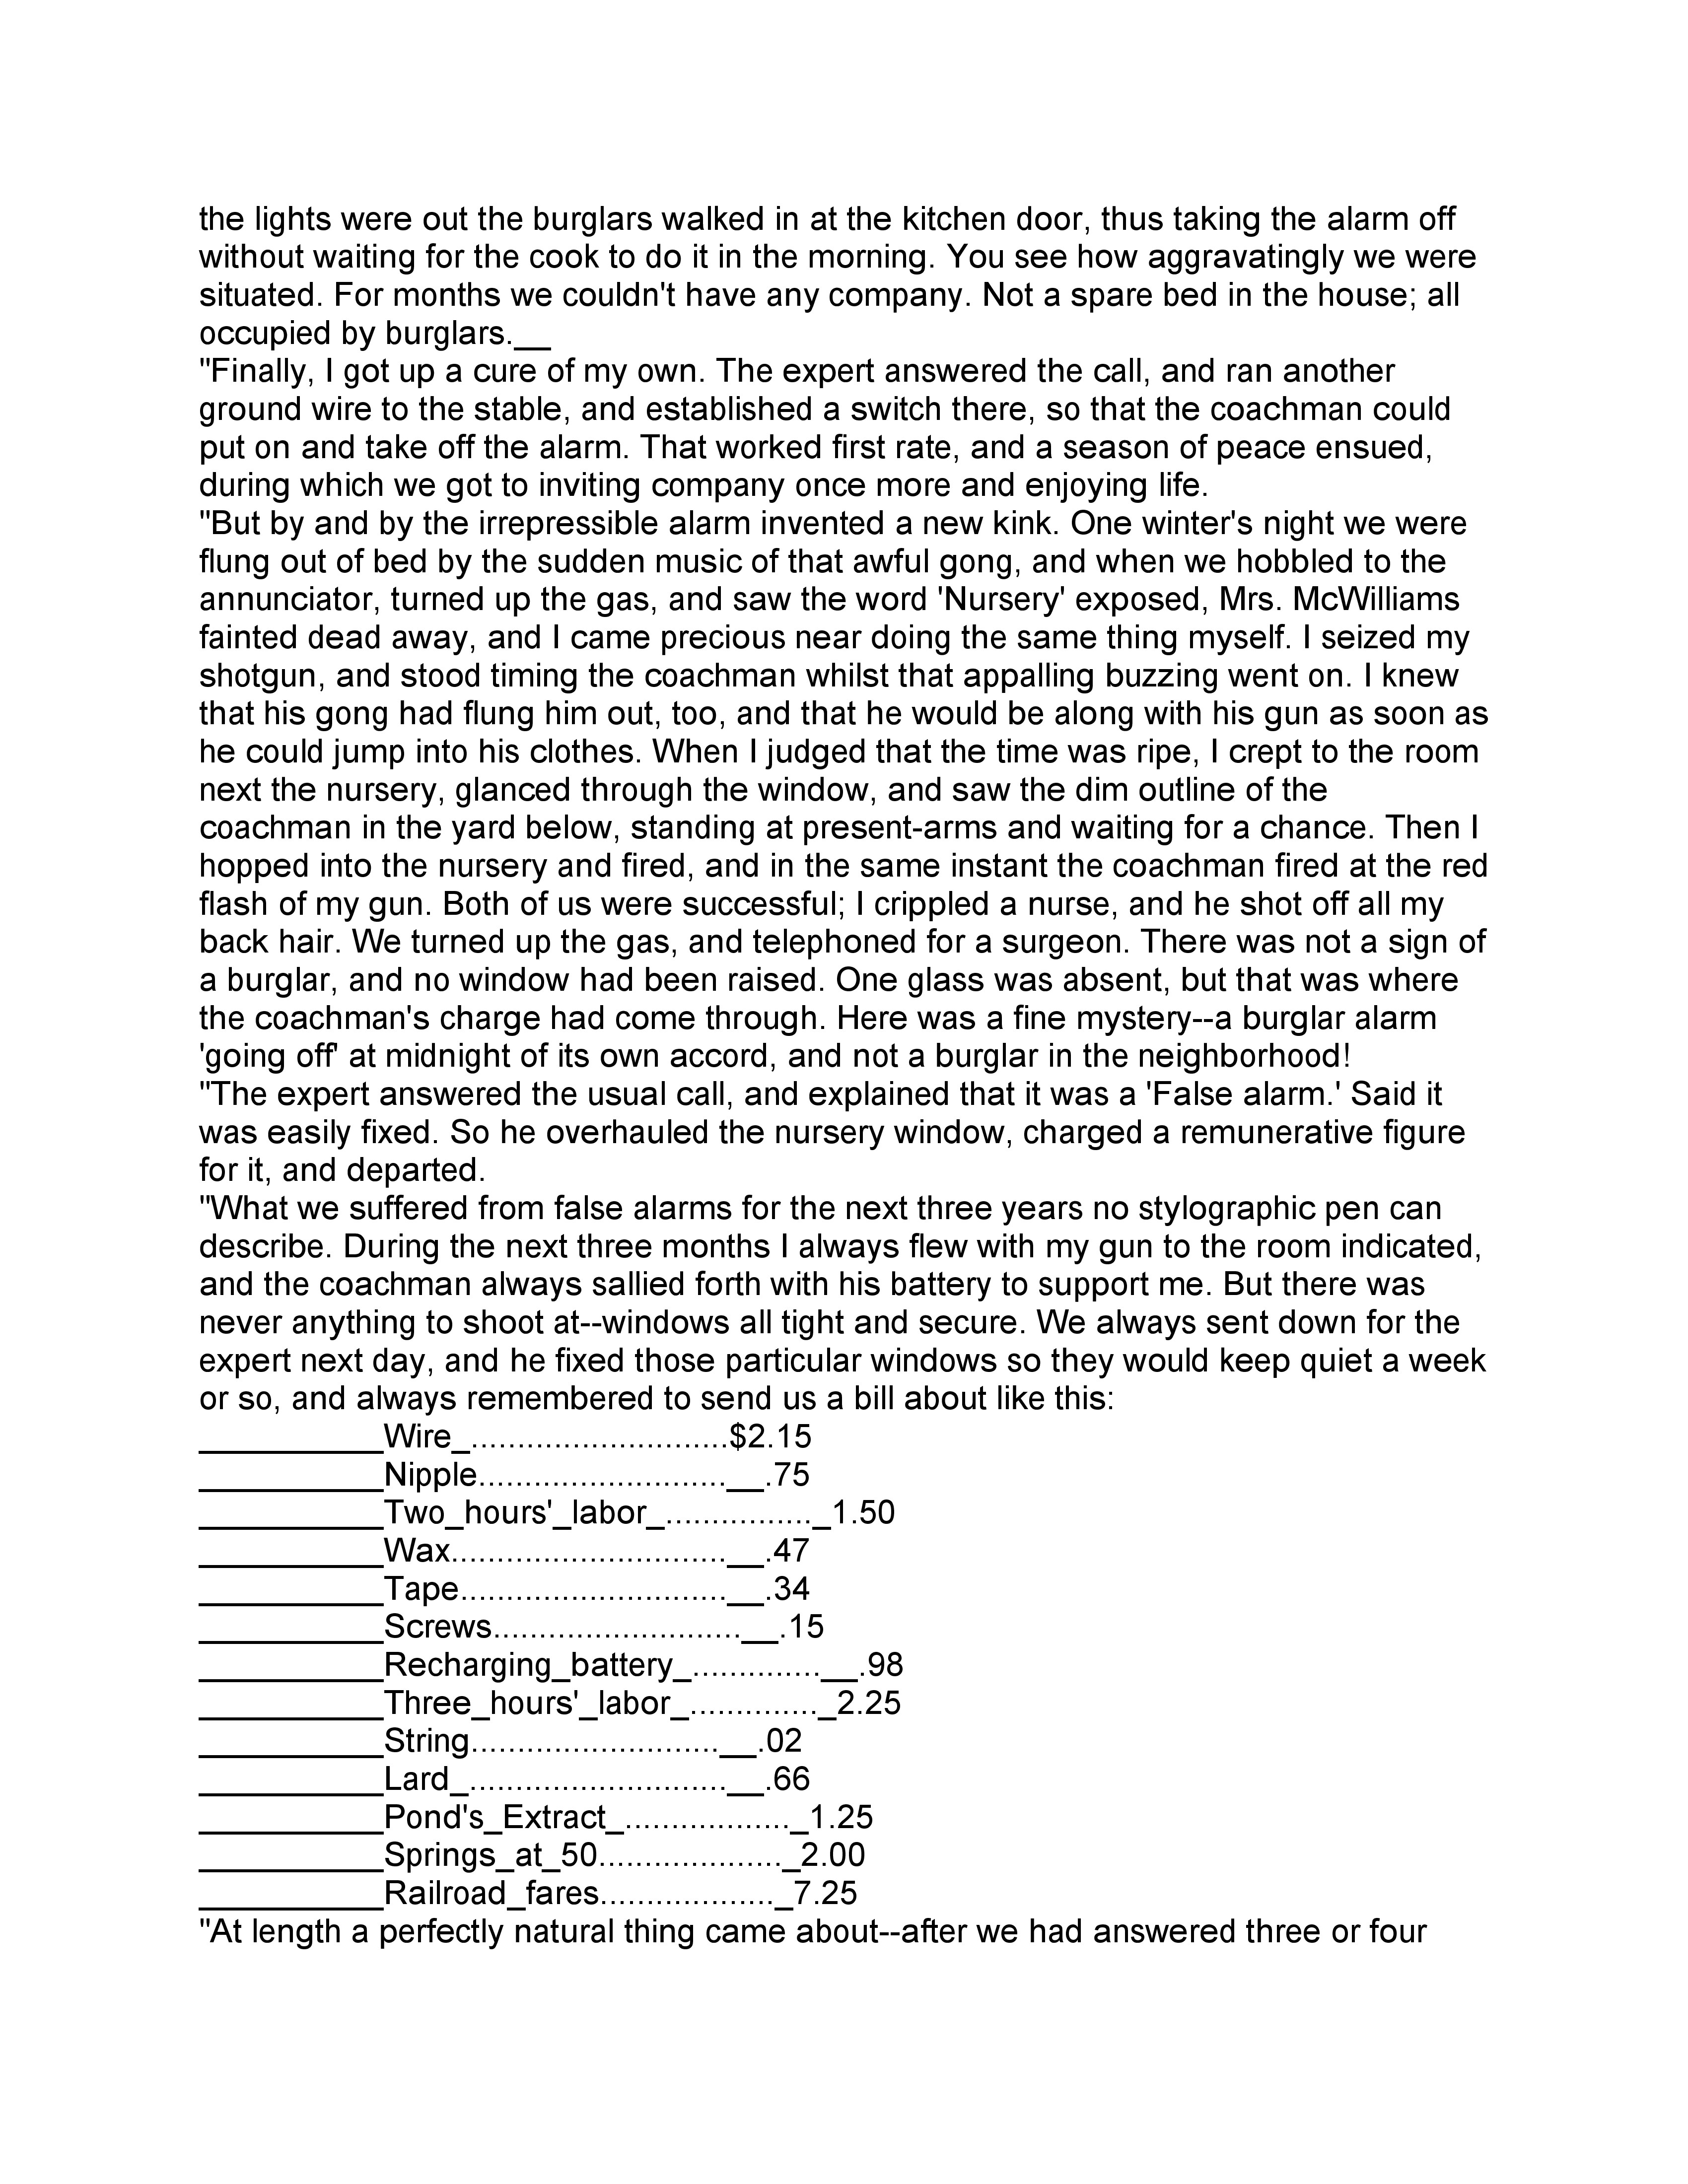 the lights were out the burglars walked in at the kitchen door, thus taking the alarm off
without waiting for the cook to do it in the morning. You see how aggravatingly we were
situated. For months we couldn't have any company. Not a spare bed in the house; all
occupied by burglars.__
"Finally, I got up a cure of my own. The expert answered the call, and ran another
ground wire to the stable, and established a switch there, so that the coachman could
put on and take off the alarm. That worked first rate, and a season of peace ensued,
during which we got to inviting company once more and enjoying life.
"But by and by the irrepressible alarm invented a new kink. One winter's night we were
flung out of bed by the sudden music of that awful gong, and when we hobbled to the
annunciator, turned up the gas, and saw the word 'Nursery' exposed, Mrs. McWilliams
fainted dead away, and I came precious near doing the same thing myself. I seized my
shotgun, and stood timing the coachman whilst that appalling buzzing went on. I knew
that his gong had flung him out, too, and that he would be along with his gun as soon as
he could jump into his clothes. When I judged that the time was ripe, I crept to the room
next the nursery, glanced through the window, and saw the dim outline of the
coachman in the yard below, standing at present-arms and waiting for a chance. Then I
hopped into the nursery and fired, and in the same instant the coachman fired at the red
flash of my gun. Both of us were successful; I crippled a nurse, and he shot off all my
back hair. We turned up the gas, and telephoned for a surgeon. There was not a sign of
a burglar, and no window had been raised. One glass was absent, but that was where
the coachman's charge had come through. Here was a fine mystery--a burglar alarm
'going off' at midnight of its own accord, and not a burglar in the neighborhood!
"The expert answered the usual call, and explained that it was a 'False alarm.' Said it
was easily fixed. So he overhauled the nursery window, charged a remunerative figure
for it, and departed.
"What we suffered from false alarms for the next three years no stylographic pen can
describe. During the next three months I always flew with my gun to the room indicated,
and the coachman always sallied forth with his battery to support me. But there was
never anything to shoot at--windows all tight and secure. We always sent down for the
expert next day, and he fixed those particular windows so they would keep quiet a week
or so, and always remembered to send us a bill about like this:
__________Wire_............................$2.15
__________Nipple...........................__.75
__________Two_hours'_labor_................_1.50
__________Wax..............................__.47
__________Tape.............................__.34
__________Screws...........................__.15
__________Recharging_battery_..............__.98
__________Three_hours'_labor_.............._2.25
__________String...........................__.02
__________Lard_............................__.66
__________Pond's_Extract_.................._1.25
__________Springs_at_50...................._2.00
__________Railroad_fares..................._7.25
"At length a perfectly natural thing came about--after we had answered three or four